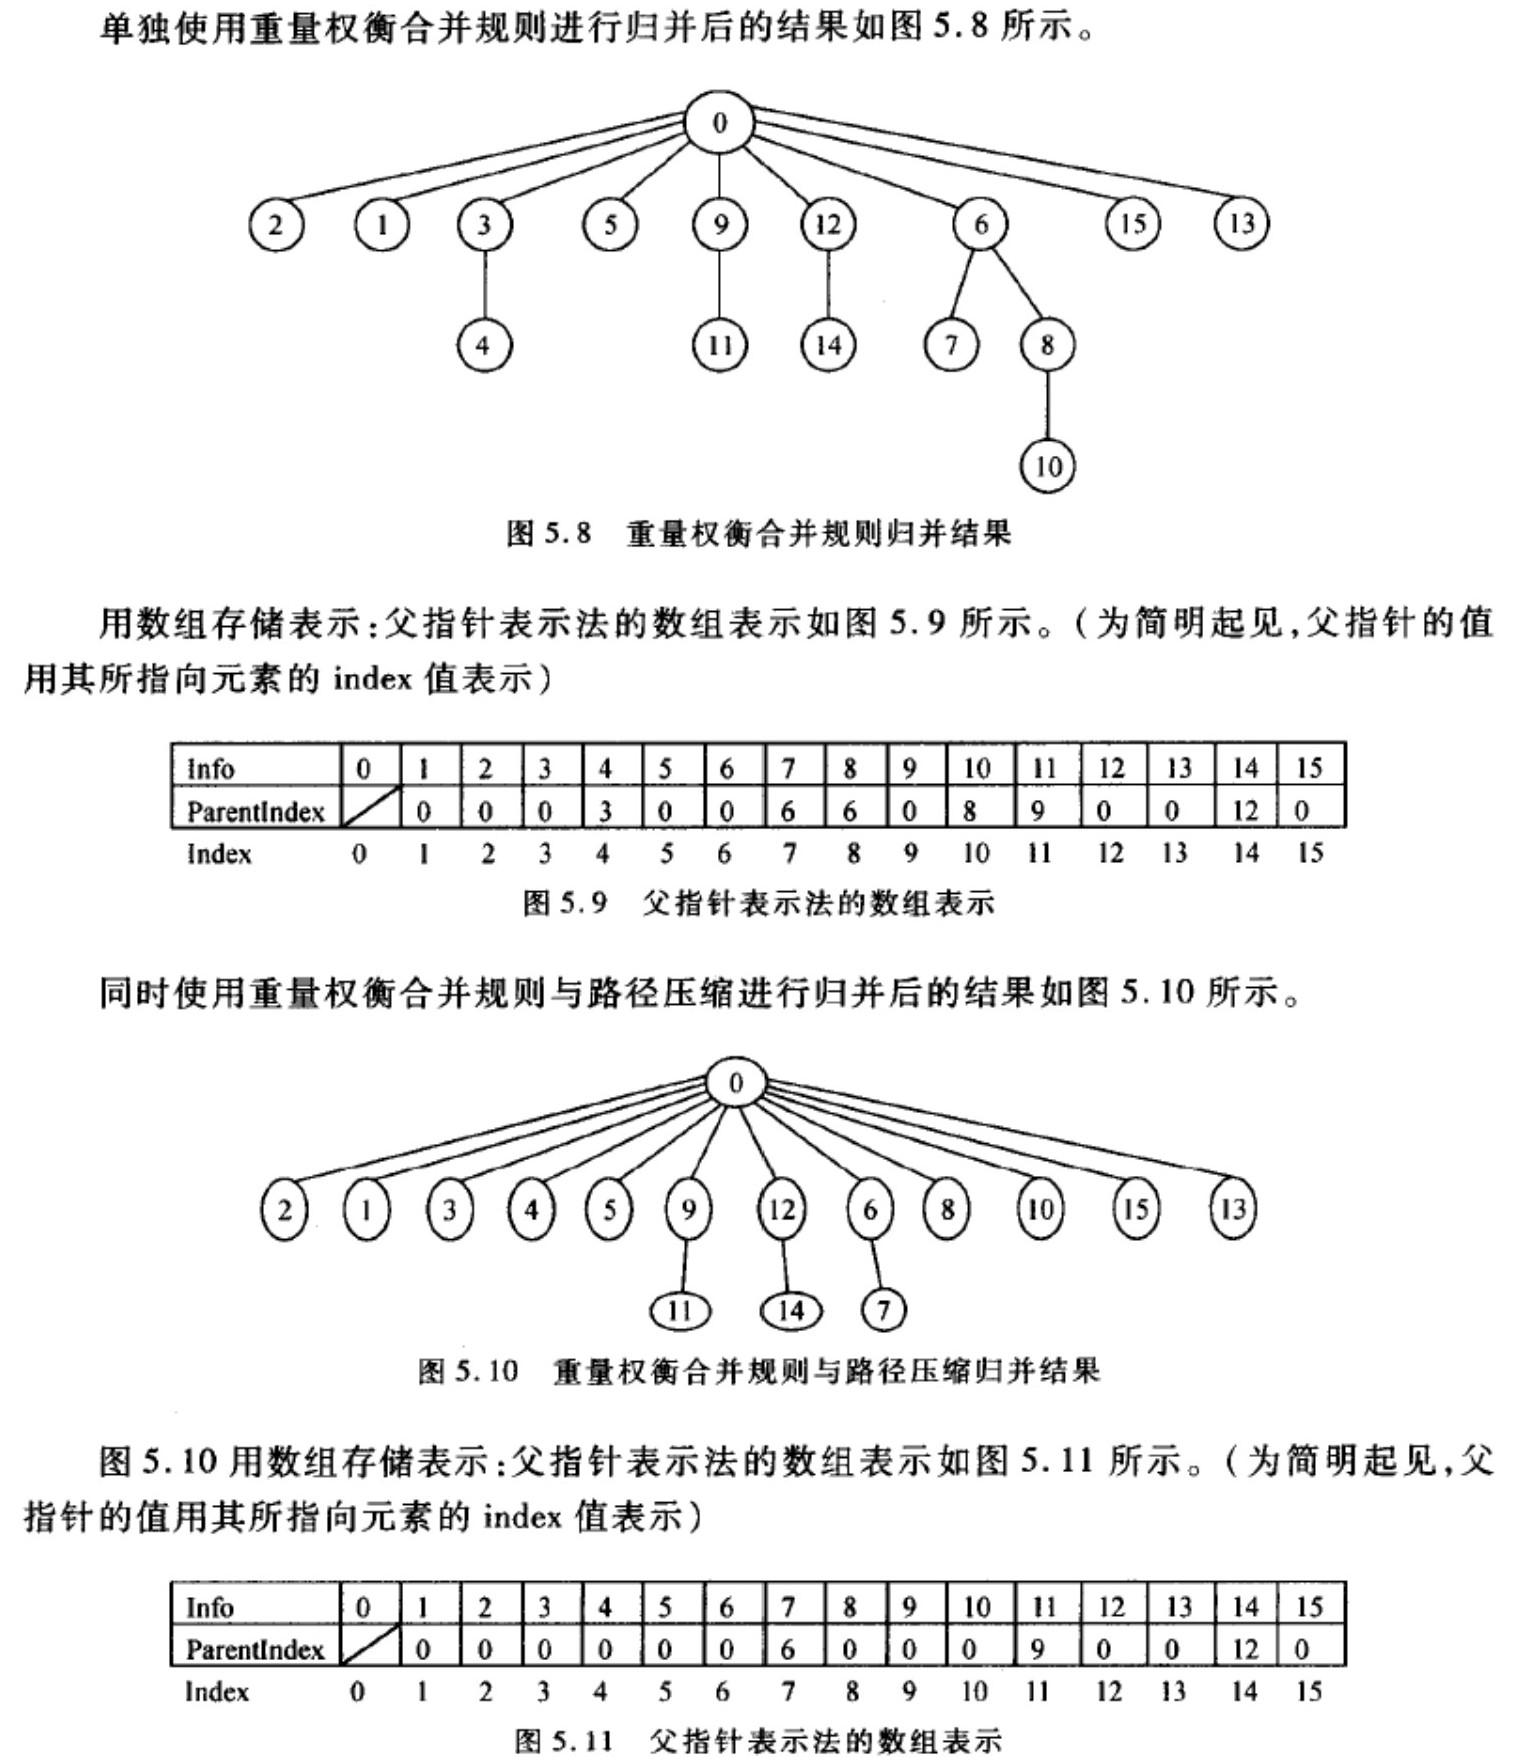 单独使用重量权衡合并规则进行归并后的结果如图 5.8 所示。
0
2 1 3 5 9 12 6 15 13
4 11 14 7 8
10
图 5.8 重量权衡合并规则归并结果
用数组存储表示:父指针表示法的数组表示如图 5.9 所示。(为简明起见,父指针的值
用其所指向元素的 index 值表示)
Info 0 1 2 3 4 5 6 7 8 9 10 11 12 13 14 15
ParentIndex 0 0 0 3 0 0 6 6 0 8 9 0 0 12 0
Index 0 1 2 3 4 5 6 7 8 9 10 11 12 13 14 15
图 5.9 父指针表示法的数组表示
同时使用重量权衡合并规则与路径压缩进行归并后的结果如图 5.10 所示。
0
2 1 3 4 5 9 12 6 8 10 15 13
11 14 7
图 5.10 重量权衡合并规则与路径压缩归并结果
图 5.10 用数组存储表示:父指针表示法的数组表示如图 5.11 所示。(为简明起见,父
指针的值用其所指向元素的 index 值表示)
Info 0 1 2 3 4 5 6 7 8 9 10 11 12 13 14 15
ParentIndex 0 0 0 0 0 0 6 0 0 0 9 0 0 12 0
Index 0 1 2 3 4 5 6 7 8 9 10 11 12 13 14 15
图 5.11 父指针表示法的数组表示